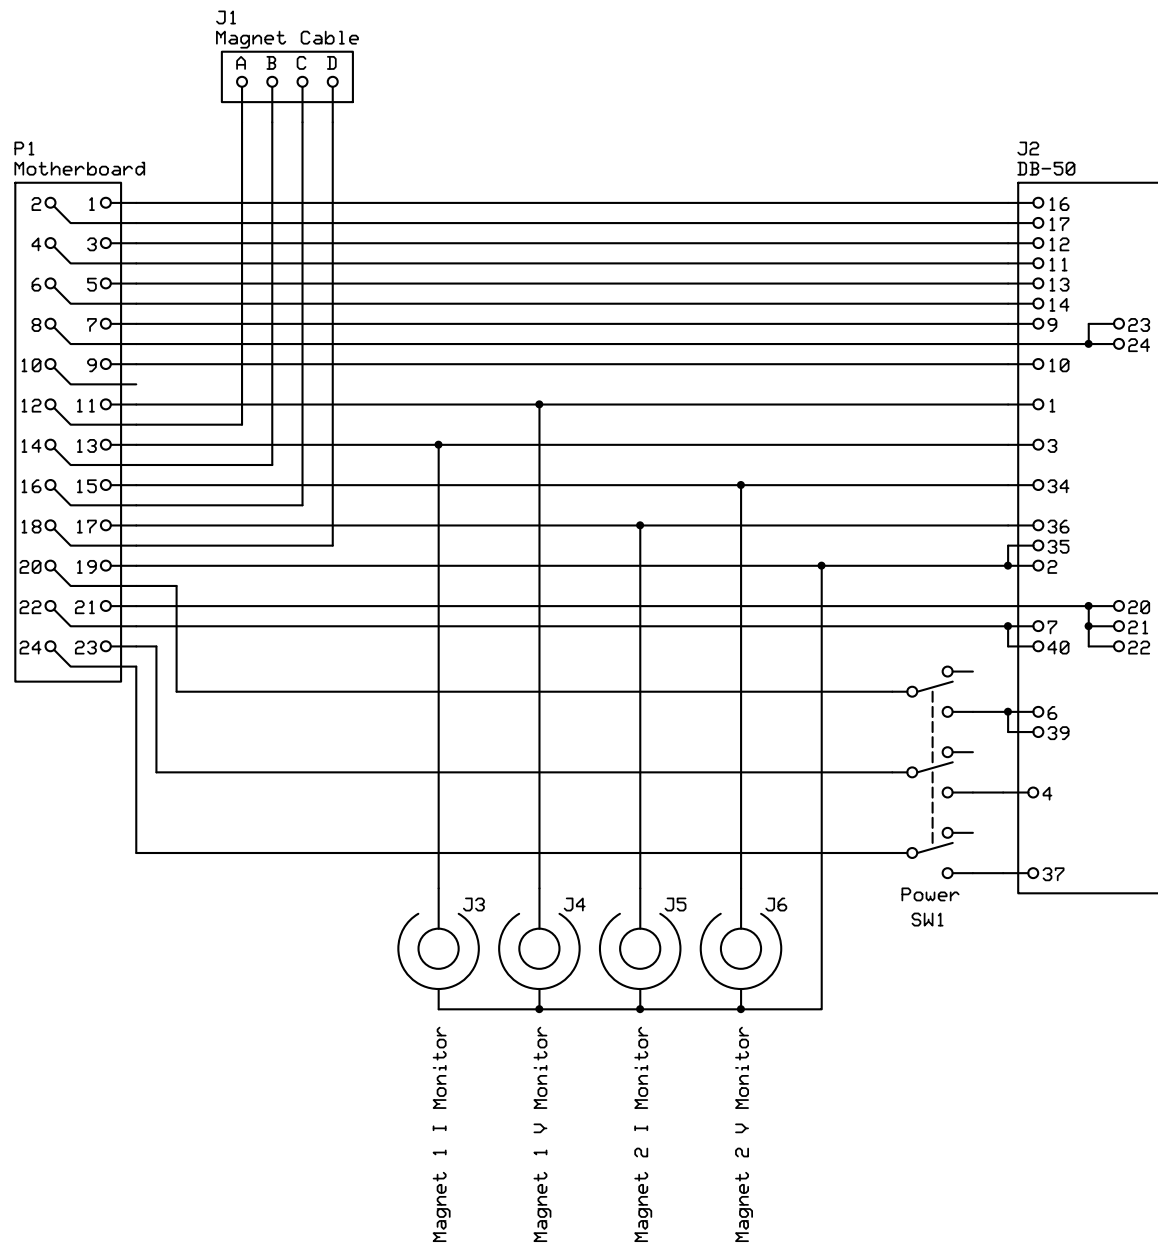 J1
Magnet Cable
A B C D
P1
Motherboard
J2
DB-50
2 1 16
17
4 3 12
11
6 5 13
14
8 7 9 23
24
10 9 10
12 11 1
14 13 3
16 15 34
18 17 36
35
20 19 2
22 21 20
7 21
24 23 40 22
6
39
4
37
Power
SW1
J3 J4 J5 J6
Magnet 1 I Monitor
Magnet 1 V Monitor
Magnet 2 I Monitor
Magnet 2 V Monitor